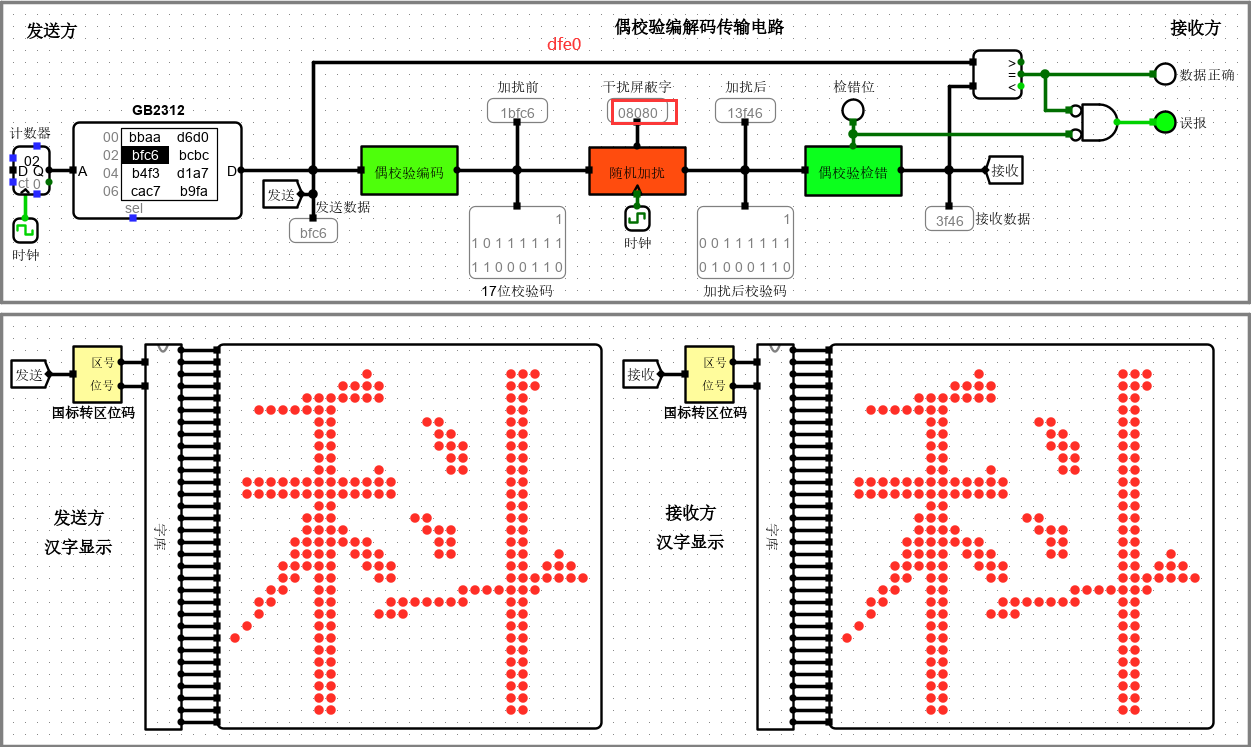 发送方
偶校验编解码传输电路
接收方
dfe0
GB2312
加扰前
干扰屏蔽字
加扰后
检错位
>
=
<
数据正确
1bfc6
08080
13f46
误报
计数器
02
D Q
ct 0
A
00 bbaa d6d0
02 bfc6 bcbc
04 b4f3 d1a7
06 cac7 b9fa
D
sel
时钟
发送
发送数据
bfc6
偶校验编码
随机加扰
时钟
偶校验检错
接收
3f46
接收数据
1
1 0 1 1 1 1 1 1
1 1 0 0 0 1 1 0
17位校验码
1
0 0 1 1 1 1 1 1
0 1 0 0 0 1 1 0
加扰后校验码
发送
区号
位号
国标转区位码
字库
发送方
汉字显示
科
接收
区号
位号
国标转区位码
字库
接收方
汉字显示
科